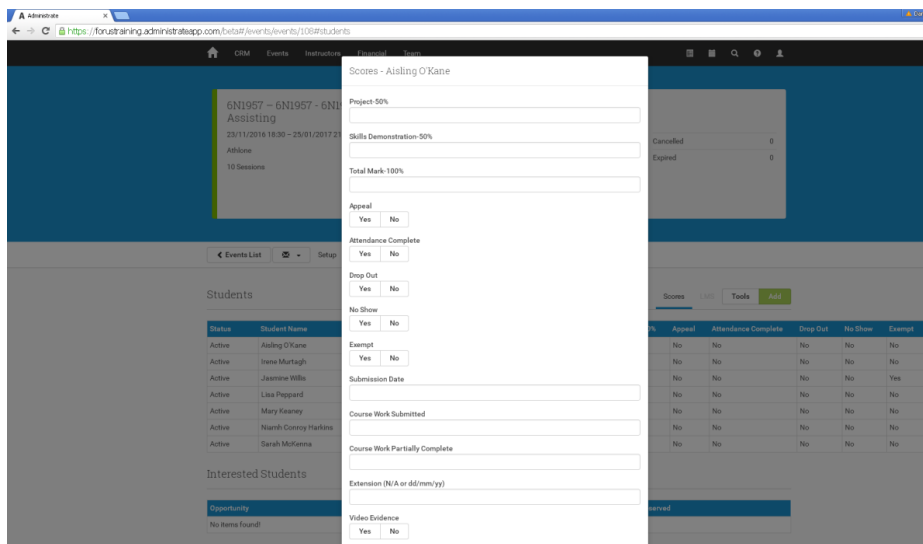 Administrate
https://forustraining.administrateapp.com/beta#/events/events/108#students
CRM Events Instructors Financial Team
Scores - Aisling O'Kane
6N1957 – 6N1957 - 6N1
Assisting
23/11/2016 18:30 – 25/01/2017 21
Athlone
10 Sessions
Cancelled 0
Expired 0
Project-50%
Skills Demonstration-50%
Total Mark-100%
Appeal
Yes No
Attendance Complete
Yes No
Drop Out
Yes No
No Show
Yes No
Exempt
Yes No
Submission Date
Course Work Submitted
Course Work Partially Complete
Extension (N/A or dd/mm/yy)
Video Evidence
Yes No
Events List Setup
Students
Scores Tools Add
Status Student Name Appeal Attendance Complete Drop Out No Show Exempt
Active Aisling O'Kane No No No No No
Active Irene Murtagh No No No No No
Active Jasmine Willis No No No No Yes
Active Lisa Peppard No No No No No
Active Mary Keaney No No No No No
Active Niamh Conroy Harkins No No No No No
Active Sarah McKenna No No No No No
Interested Students
Opportunity served
No items found!